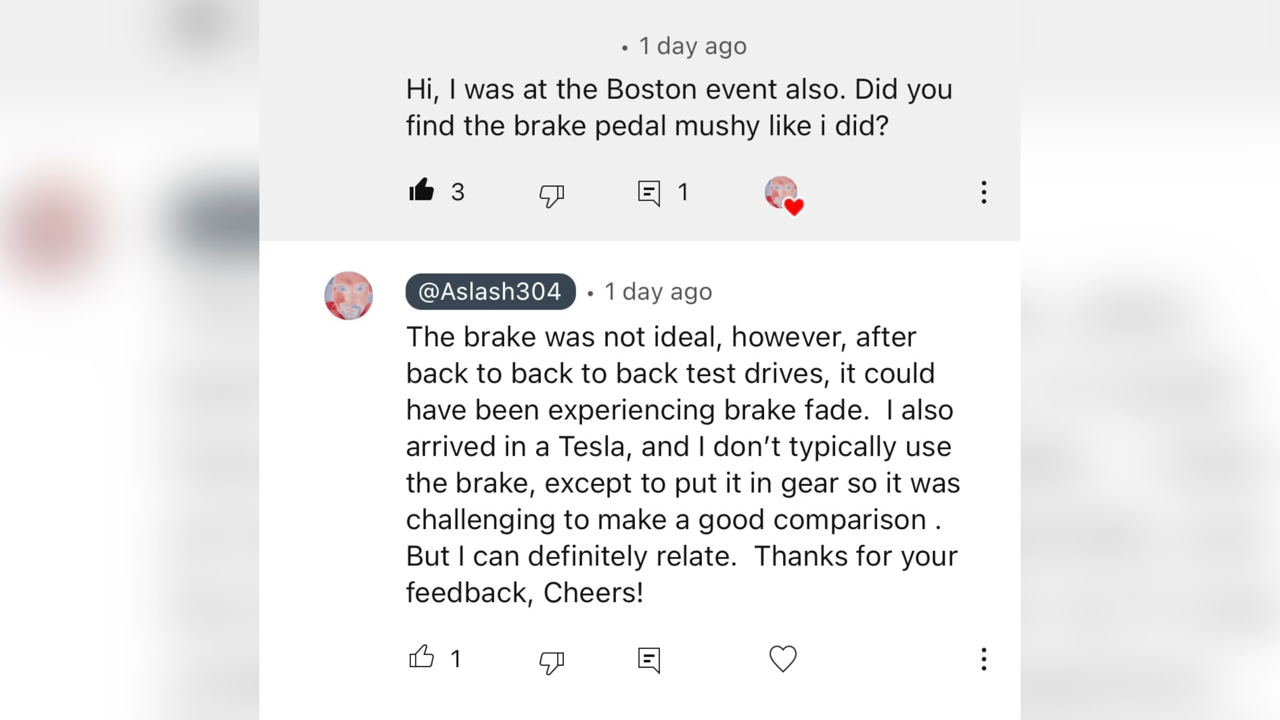 • 1 day ago
Hi, I was at the Boston event also. Did you
find the brake pedal mushy like i did?
3 1
@Aslash304 • 1 day ago
The brake was not ideal, however, after
back to back to back test drives, it could
have been experiencing brake fade.  I also
arrived in a Tesla, and I don’t typically use
the brake, except to put it in gear so it was
challenging to make a good comparison .
But I can definitely relate.  Thanks for your
feedback, Cheers!
1